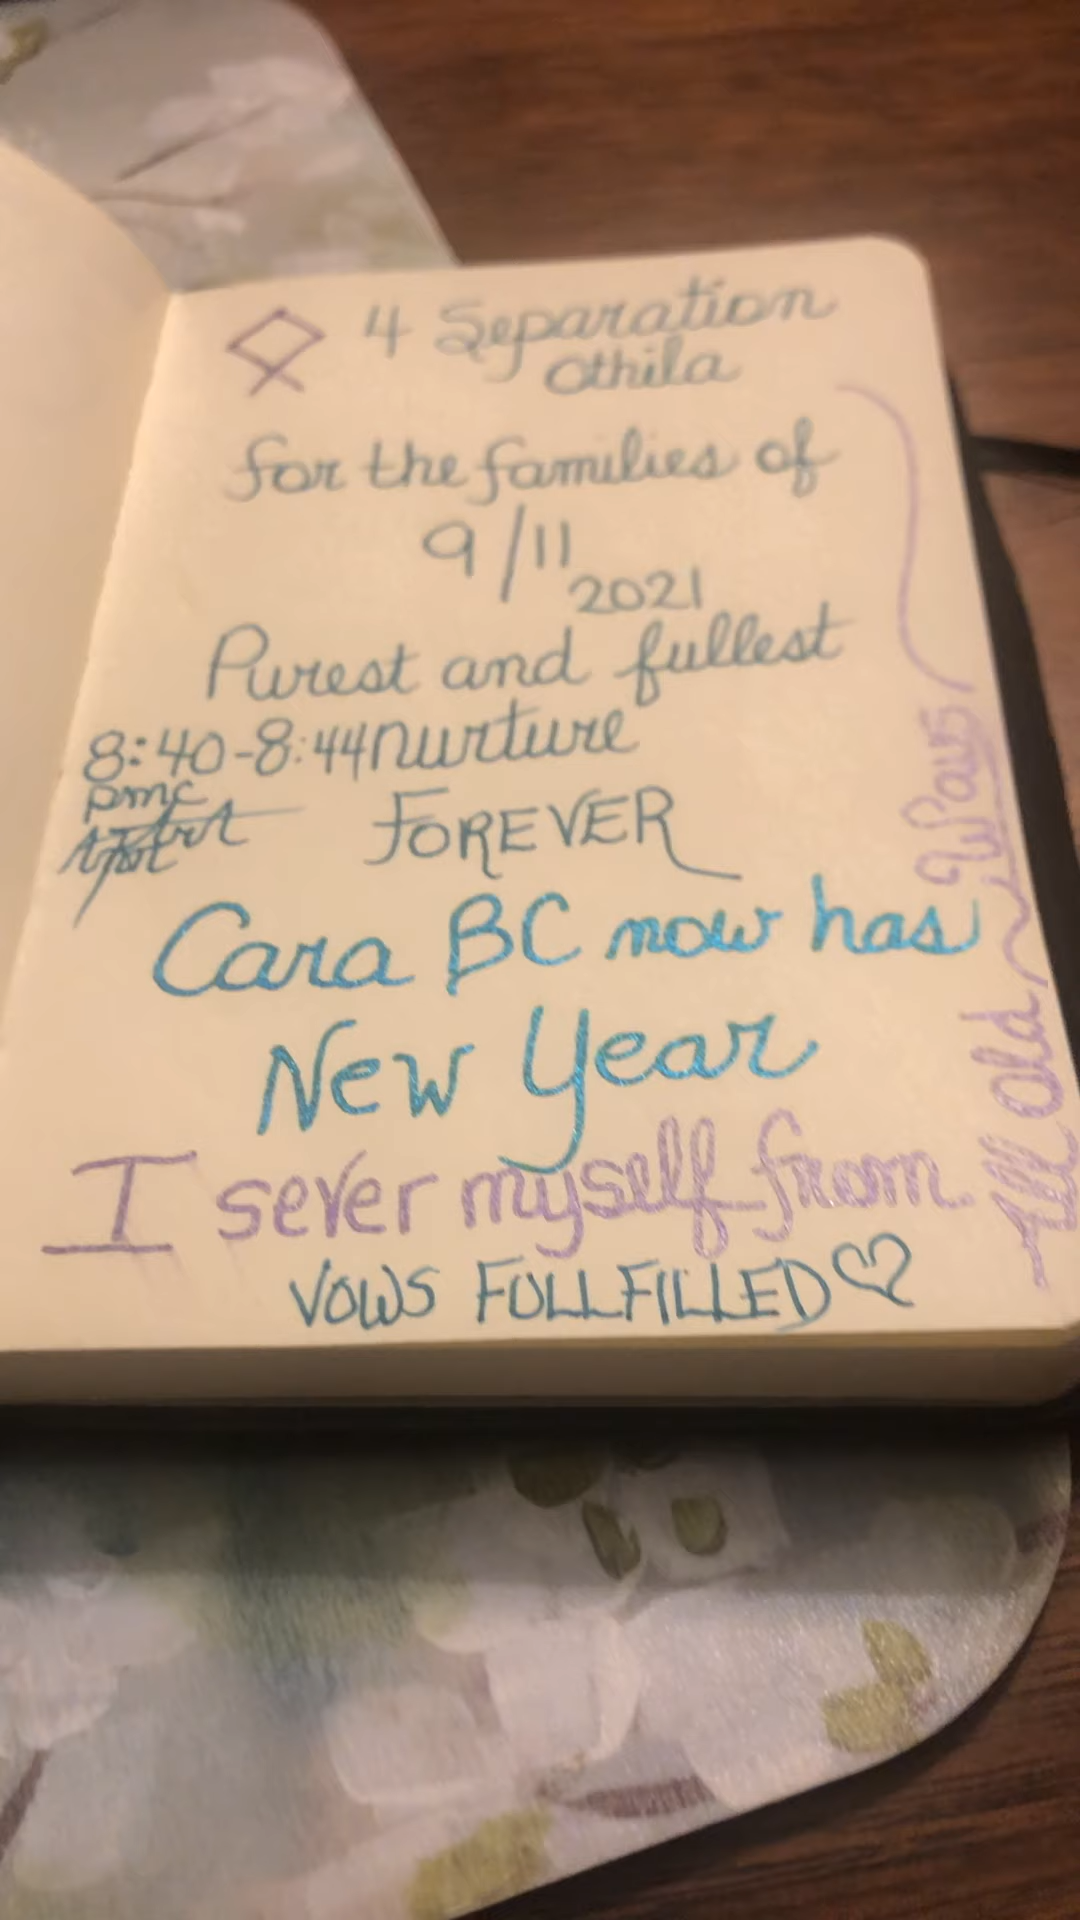 4 Separation
Othila
for the families of
9/11
2021
Purest and fullest
8:40-8:44 nurture
pmc
FOREVER
Cara BC now has
New Year
I sever myself from
All Old Ways
VOWS FULLFILLED